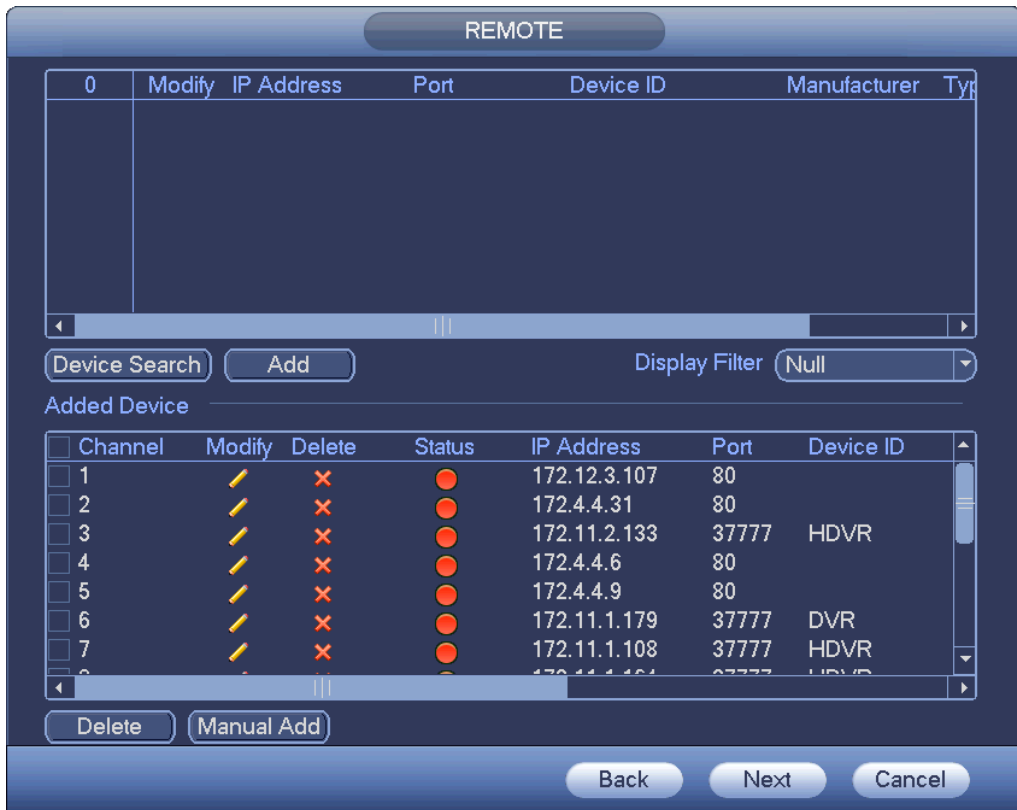 REMOTE
0 Modify IP Address Port Device ID Manufacturer Typ
Device Search Add Display Filter Null
Added Device
Channel Modify Delete Status IP Address Port Device ID
1 172.12.3.107 80
2 172.4.4.31 80
3 172.11.2.133 37777 HDVR
4 172.4.4.6 80
5 172.4.4.9 80
6 172.11.1.179 37777 DVR
7 172.11.1.108 37777 HDVR
Delete Manual Add
Back Next Cancel